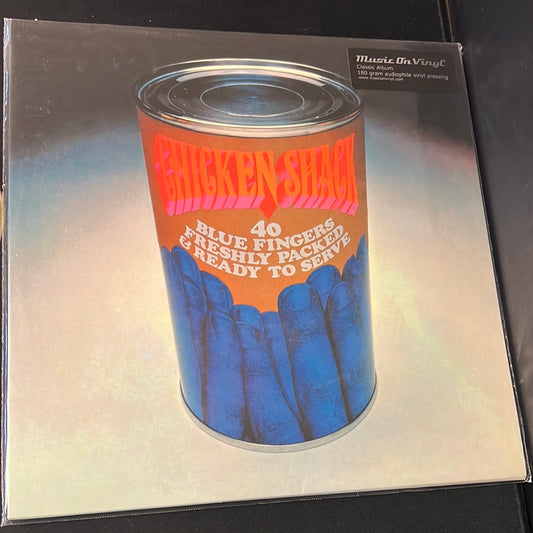 Music On Vinyl
Classic Album
180 gram audiophile vinyl pressing
www.musiconvinyl.com
CHICKEN SHACK
40
BLUE FINGERS
FRESHLY PACKED
& READY TO SERVE